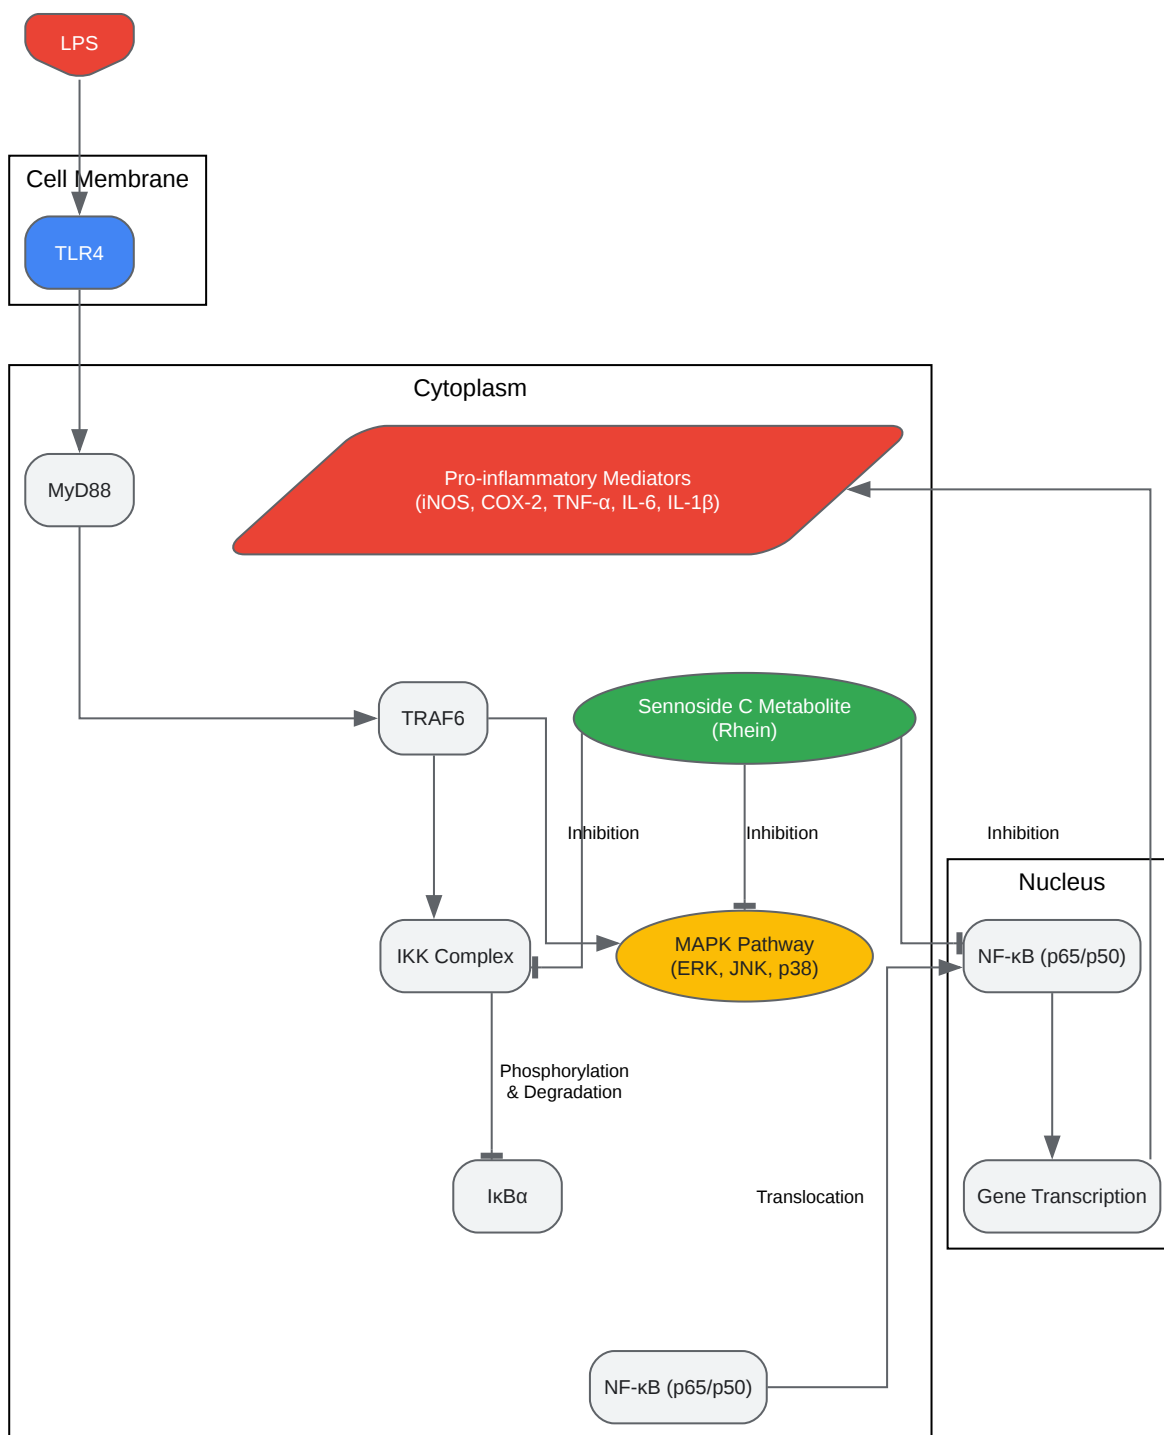 LPS
Cell Membrane
TLR4
Cytoplasm
Pro-inflammatory Mediators
(iNOS, COX-2, TNF-α, IL-6, IL-1β)
MyD88
TRAF6
Sennoside C Metabolite
(Rhein)
Inhibition
Inhibition
Inhibition
Nucleus
IKK Complex
MAPK Pathway
(ERK, JNK, p38)
NF-κB (p65/p50)
Phosphorylation
& Degradation
IκBα
Translocation
Gene Transcription
NF-κB (p65/p50)